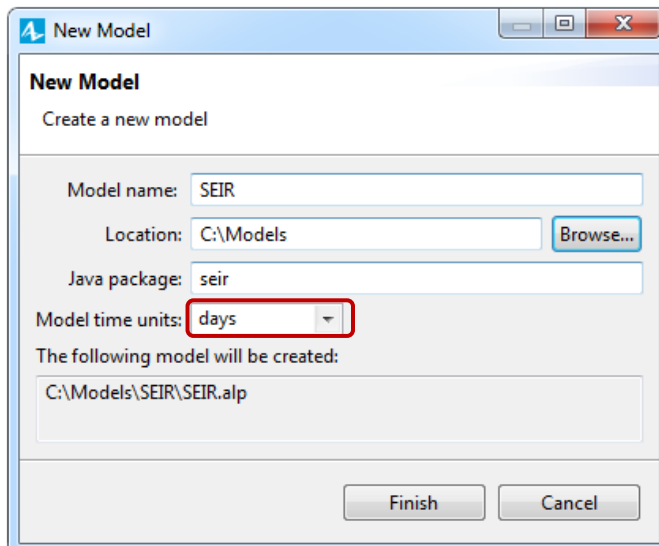 New Model
New Model
Create a new model
Model name: SEIR
Location: C:\Models Browse...
Java package: seir
Model time units: days
The following model will be created:
C:\Models\SEIR\SEIR.alp
Finish Cancel